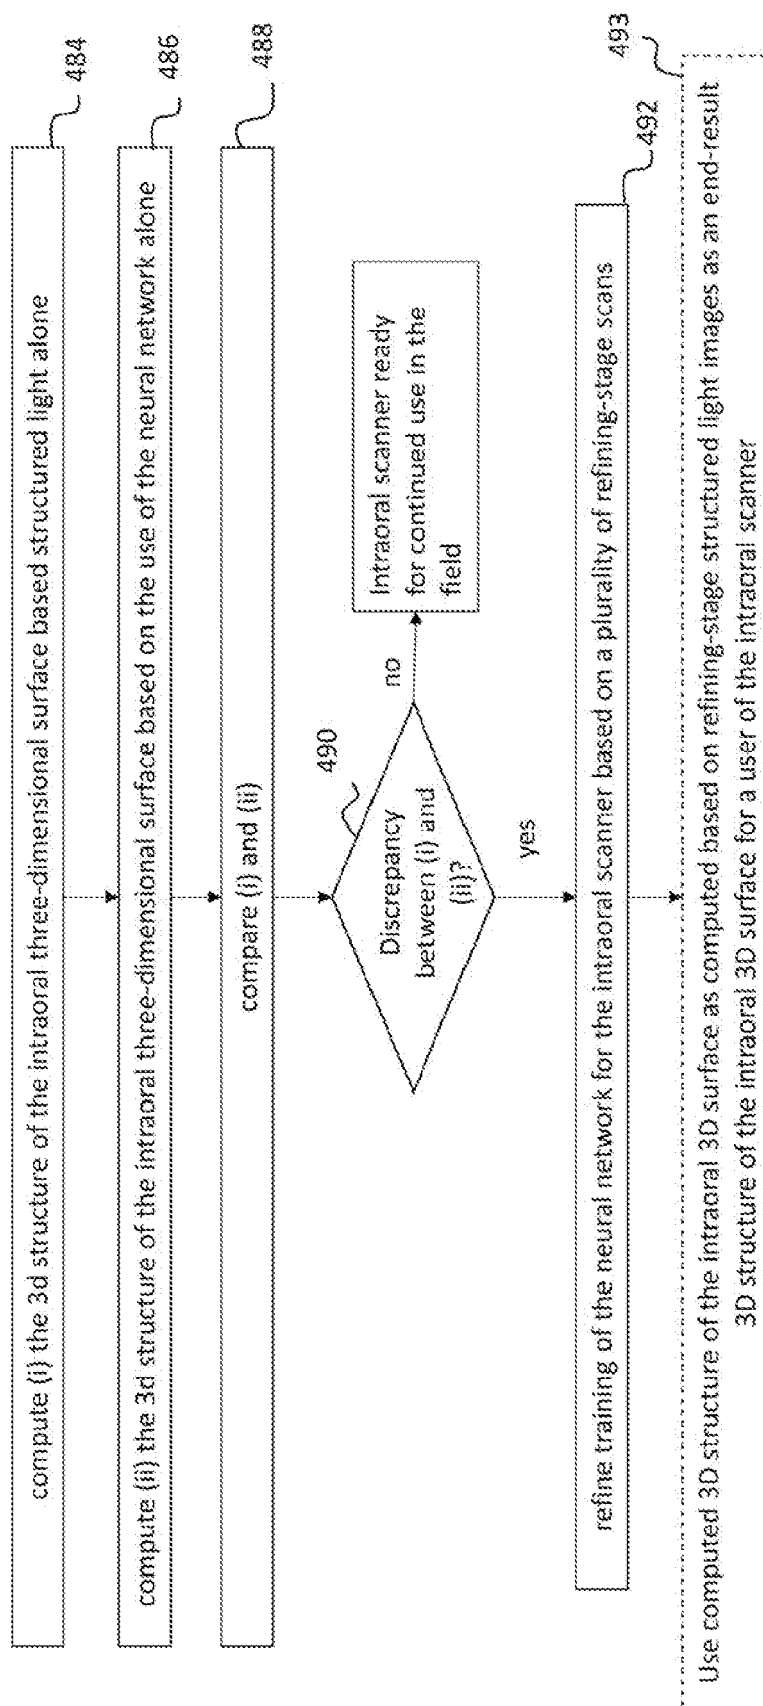 compute (i) the 3d structure of the intraoral three-dimensional surface based structured light alone
484
compute (ii) the 3d structure of the intraoral three-dimensional surface based on the use of the neural network alone
486
compare (i) and (ii)
488
Discrepancy
between (i) and
(ii)?
490
no
Intraoral scanner ready
for continued use in the
field
yes
refine training of the neural network for the intraoral scanner based on a plurality of refining-stage scans
492
493
Use computed 3D structure of the intraoral 3D surface as computed based on refining-stage structured light images as an end-result
3D structure of the intraoral 3D surface for a user of the intraoral scanner